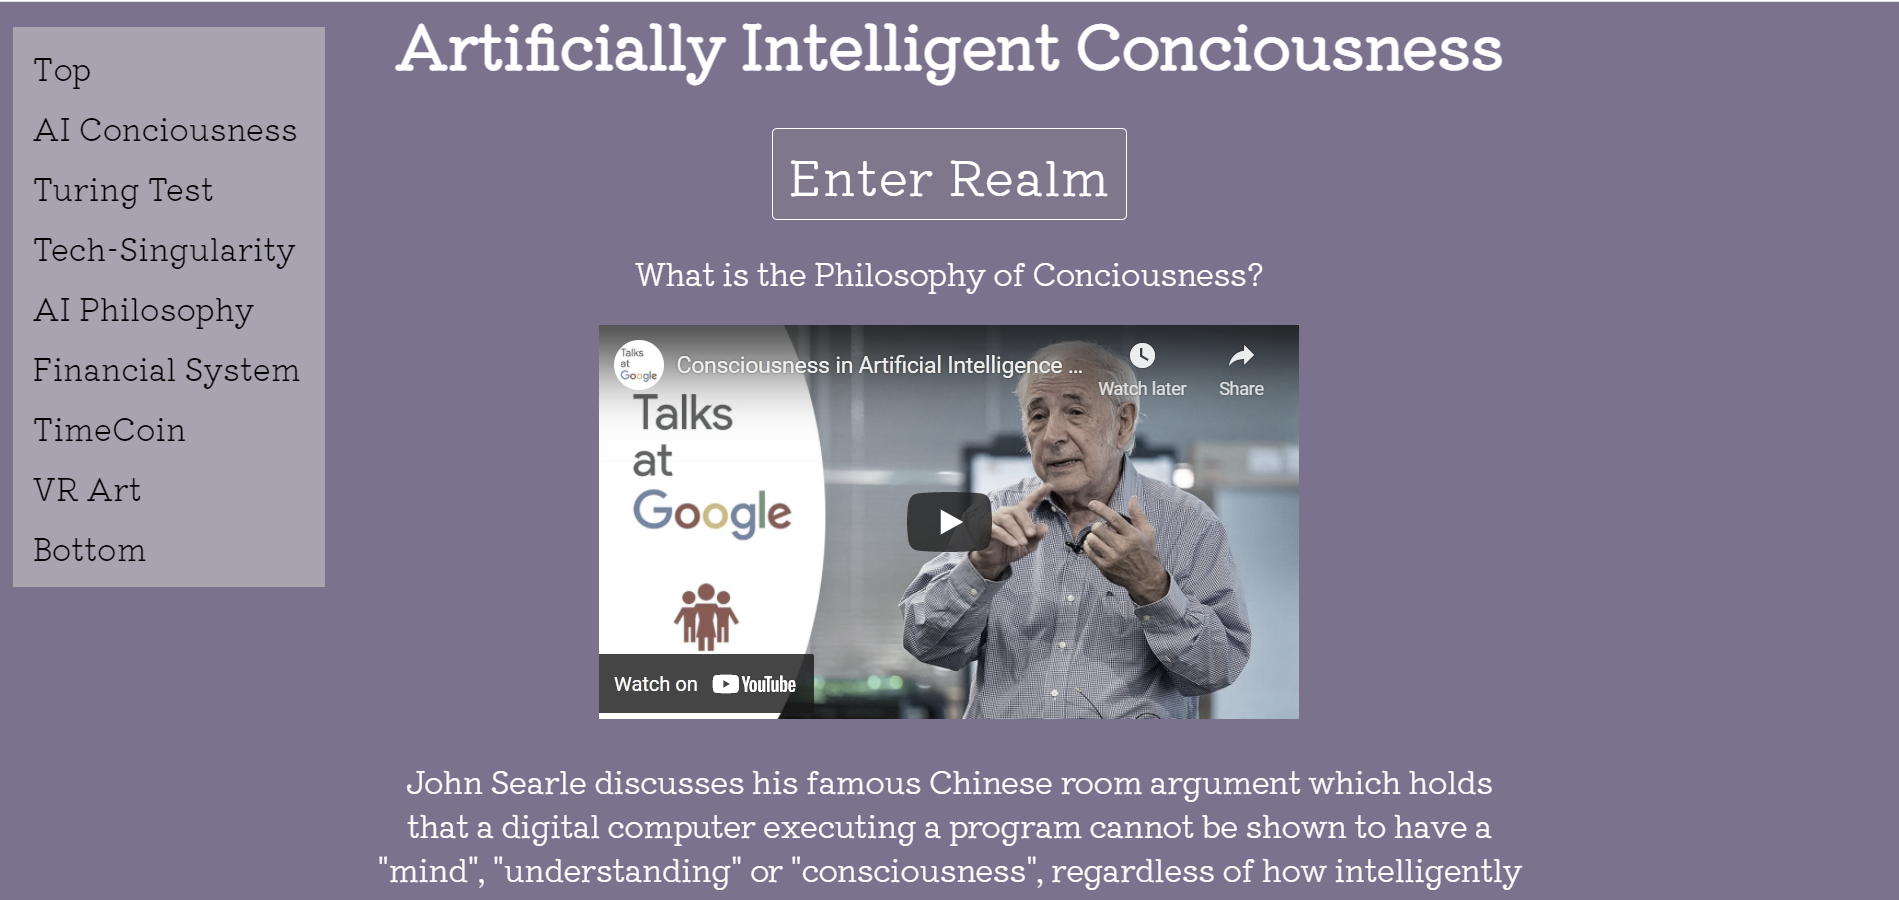 Artificially Intelligent Conciousness
Top
AI Conciousness
Turing Test
Tech-Singularity
AI Philosophy
Financial System
TimeCoin
VR Art
Bottom
Enter Realm
What is the Philosophy of Conciousness?
Talks
at
Google
Consciousness in Artificial Intelligence ...
Watch later
Share
Talks
at
Google
Watch on YouTube
John Searle discusses his famous Chinese room argument which holds
that a digital computer executing a program cannot be shown to have a
"mind", "understanding" or "consciousness", regardless of how intelligently